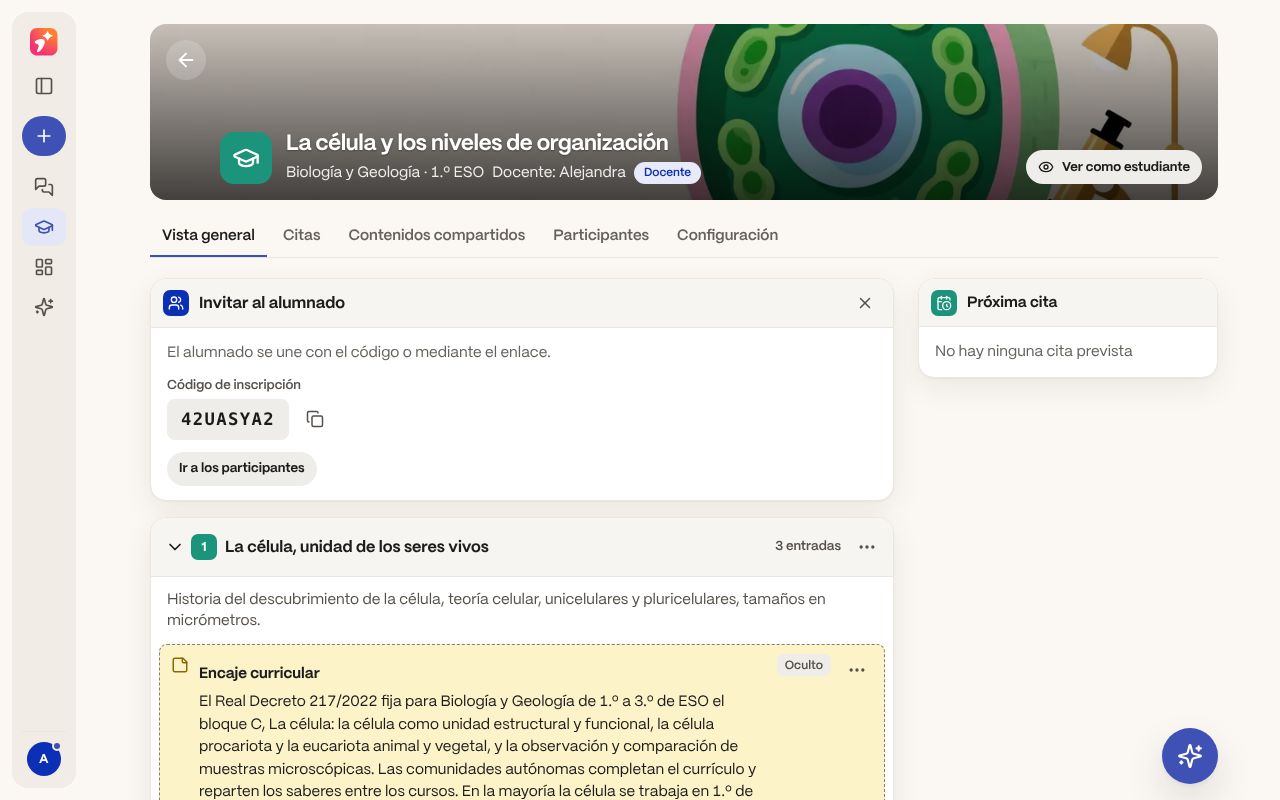 La célula y los niveles de organización
Biología y Geología · 1.º ESO Docente: Alejandra Docente
Ver como estudiante
Vista general Citas Contenidos compartidos Participantes Configuración
Invitar al alumnado
El alumnado se une con el código o mediante el enlace.
Código de inscripción
42UASYA2
Ir a los participantes
Próxima cita
No hay ninguna cita prevista
1 La célula, unidad de los seres vivos 3 entradas
Historia del descubrimiento de la célula, teoría celular, unicelulares y pluricelulares, tamaños en
micrómetros.
Encaje curricular Oculto
El Real Decreto 217/2022 fija para Biología y Geología de 1.º a 3.º de ESO el
bloque C, La célula: la célula como unidad estructural y funcional, la célula
procariota y la eucariota animal y vegetal, y la observación y comparación de
muestras microscópicas. Las comunidades autónomas completan el currículo y
reparten los saberes entre los cursos. En la mayoría la célula se trabaja en 1.º de
A